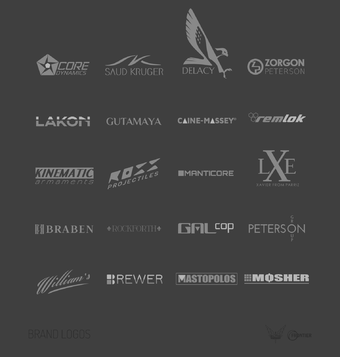 CORE
DYNAMICS
SAUD KRUGER
DELACY
ZORGON
PETERSON
LAKON
GUTAMAYA
CAINE-MASSEY
remlok
KINEMATIC
armaments
KOSS
PROJECTILES
MANTICORE
LXE
BRABEN
ROCKFORTH
GALcop
PETERSON
William's
BREWER
MASTOPOLOS
MOSHER
BRAND LOGOS